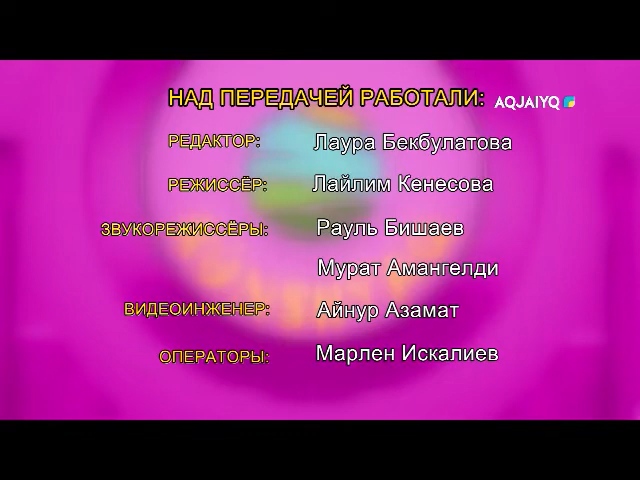 НАД ПЕРЕДАЧЕЙ РАБОТАЛИ:
AQJAIYQ
РЕДАКТОР: Лаура Бекбулатова
РЕЖИССЁР: Лайлим Кенесова
ЗВУКОРЕЖИССЁРЫ: Рауль Бишаев
Мурат Амангелди
ВИДЕОИНЖЕНЕР: Айнур Азамат
ОПЕРАТОРЫ: Марлен Искалиев